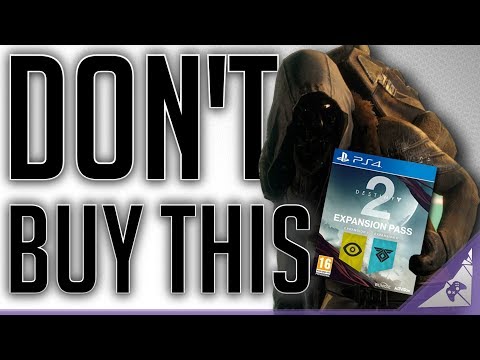 DON'T
BUY THIS
PS4
DESTINY
2
EXPANSION PASS
16